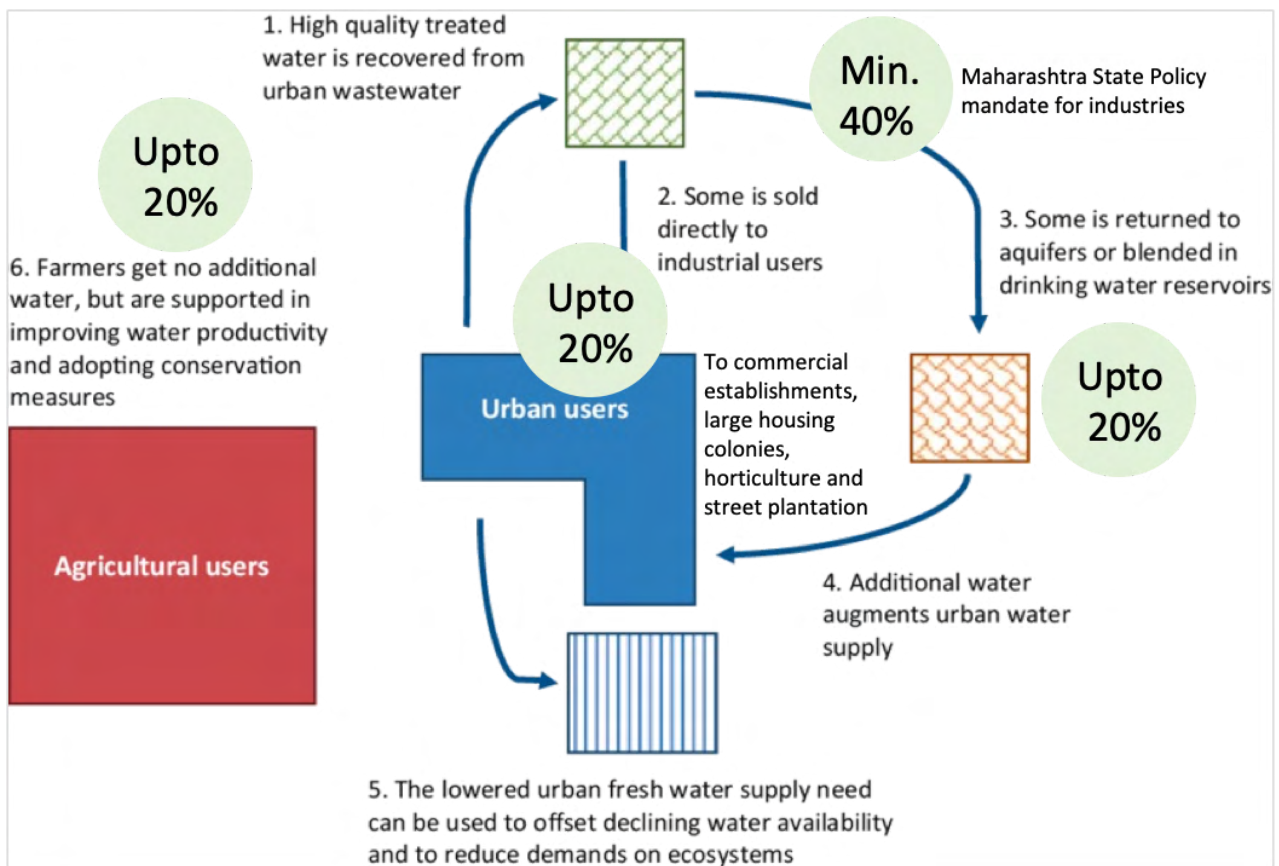 1. High quality treated
water is recovered from
urban wastewater
Min.
40%
Maharashtra State Policy
mandate for industries
Upto
20%
2. Some is sold
directly to
industrial users
3. Some is returned to
aquifers or blended in
drinking water reservoirs
6. Farmers get no additional
water, but are supported in
improving water productivity
and adopting conservation
measures
Upto
20%
Urban users
To commercial
establishments,
large housing
colonies,
horticulture and
street plantation
Upto
20%
Agricultural users
4. Additional water
augments urban water
supply
5. The lowered urban fresh water supply need
can be used to offset declining water availability
and to reduce demands on ecosystems